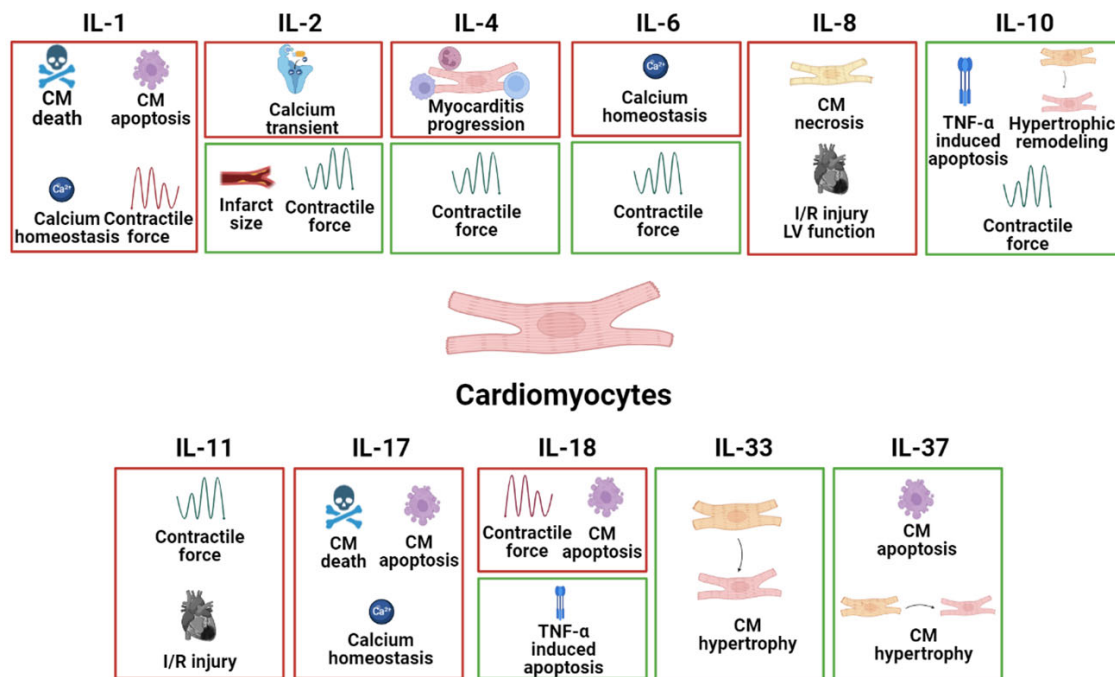 IL-1
IL-2
IL-4
IL-6
IL-8
IL-10
CM
death
CM
apoptosis
Ca²⁺
Calcium
homeostasis
Contractile
force
Calcium
transient
Infarct
size
Contractile
force
Myocarditis
progression
Contractile
force
Ca²⁺
Calcium
homeostasis
Contractile
force
CM
necrosis
I/R injury
LV function
TNF-α
induced
apoptosis
Hypertrophic
remodeling
Contractile
force
Cardiomyocytes
IL-11
IL-17
IL-18
IL-33
IL-37
Contractile
force
I/R injury
CM
death
CM
apoptosis
Ca²⁺
Calcium
homeostasis
Contractile
force
CM
apoptosis
TNF-α
induced
apoptosis
CM
hypertrophy
CM
apoptosis
CM
hypertrophy